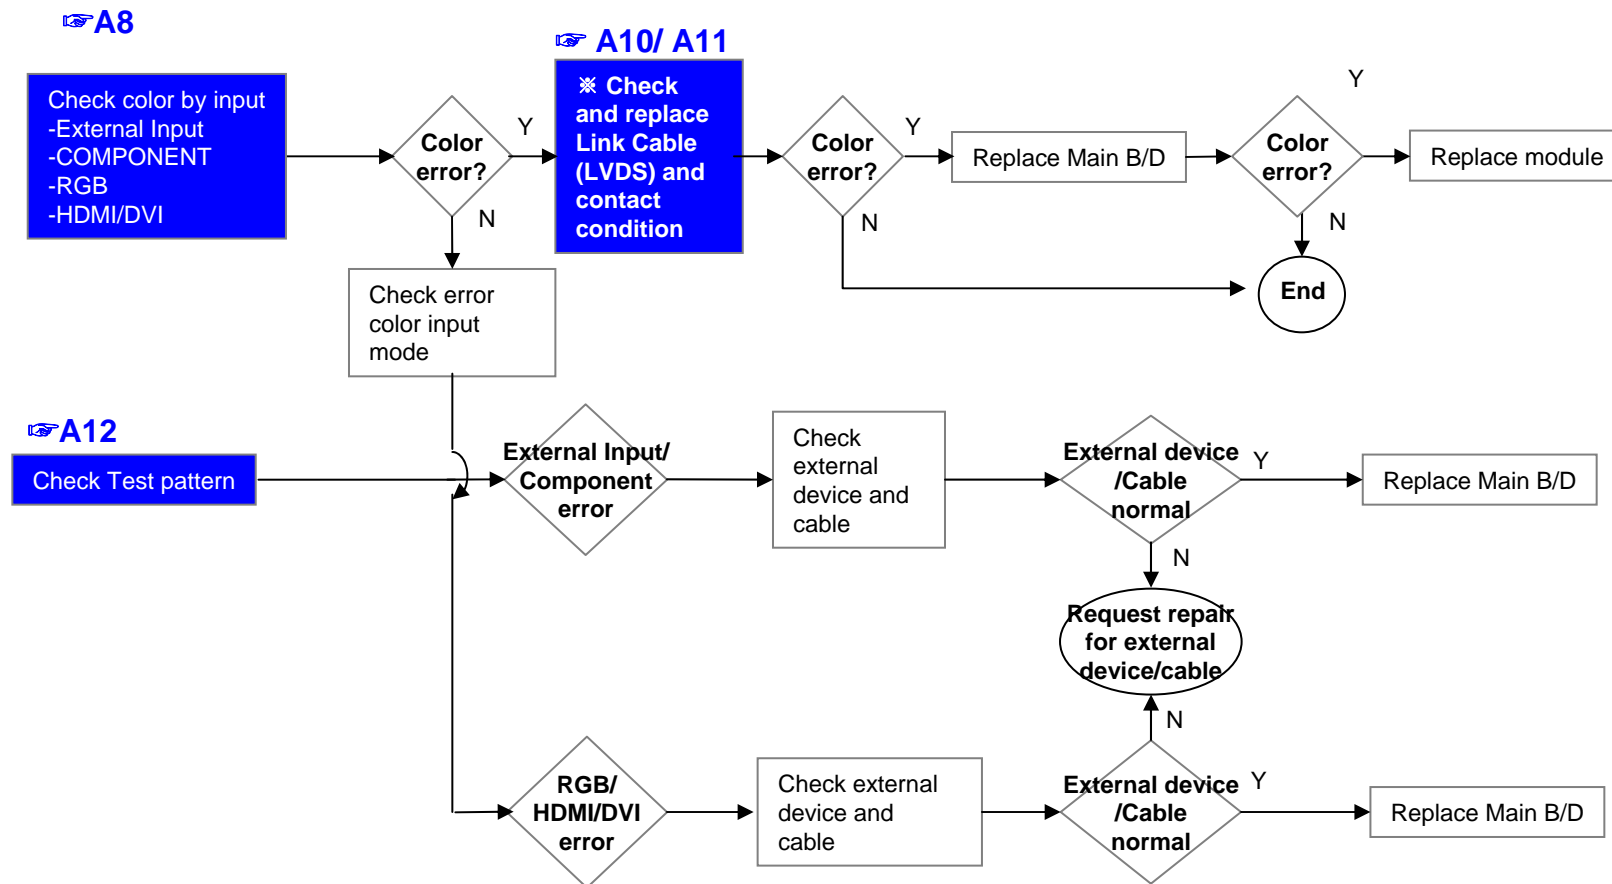 ☞A8
☞ A10/ A11
Check color by input
-External Input
-COMPONENT
-RGB
-HDMI/DVI
Color
error?
Y
N
※ Check
and replace
Link Cable
(LVDS) and
contact
condition
Color
error?
Y
N
Replace Main B/D
Color
error?
Y
N
Replace module
End
Check error
color input
mode
☞A12
Check Test pattern
External Input/
Component
error
Check
external
device and
cable
External device
/Cable
normal
Y
N
Replace Main B/D
Request repair
for external
device/cable
N
RGB/
HDMI/DVI
error
Check external
device and
cable
External device
/Cable
normal
Y
Replace Main B/D